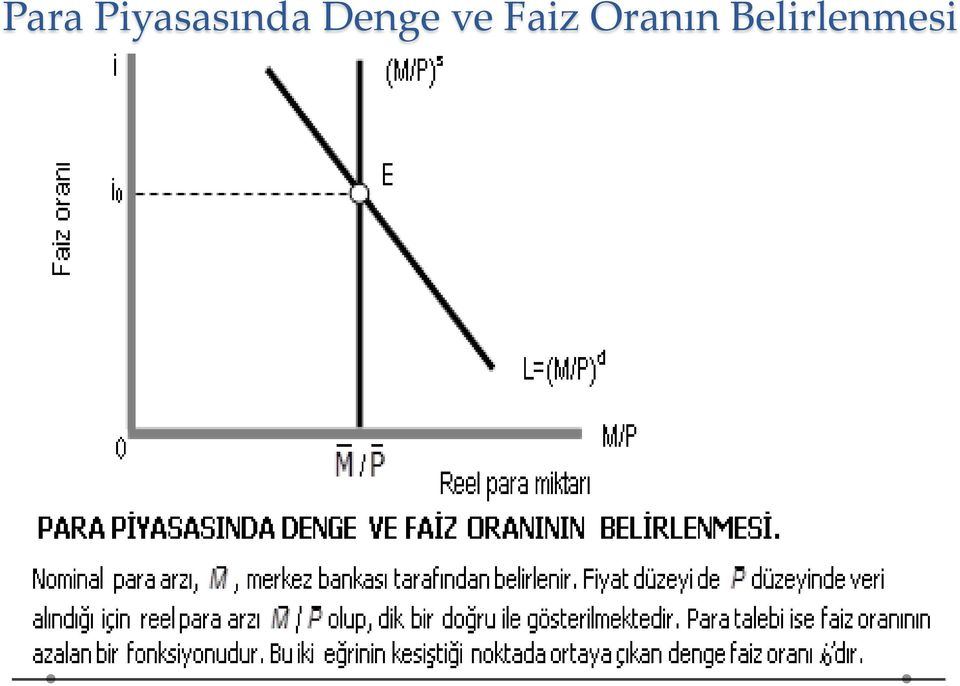 Para Piyasasında Denge ve Faiz Oranın Belirlenmesi
i
(M/P)ˢ
E
i₀
Faiz oranı
L=(M/P)ᵈ
0
M/P
M̅ / P̅
Reel para miktarı
PARA PİYASASINDA DENGE VE FAİZ ORANININ BELİRLENMESİ.
Nominal para arzı, M̅ , merkez bankası tarafından belirlenir. Fiyat düzeyi de P̅ düzeyinde veri
alındığı için reel para arzı M̅ / P̅ olup, dik bir doğru ile gösterilmektedir. Para talebi ise faiz oranının
azalan bir fonksiyonudur. Bu iki eğrinin kesiştiği noktada ortaya çıkan denge faiz oranı i₀'dır.